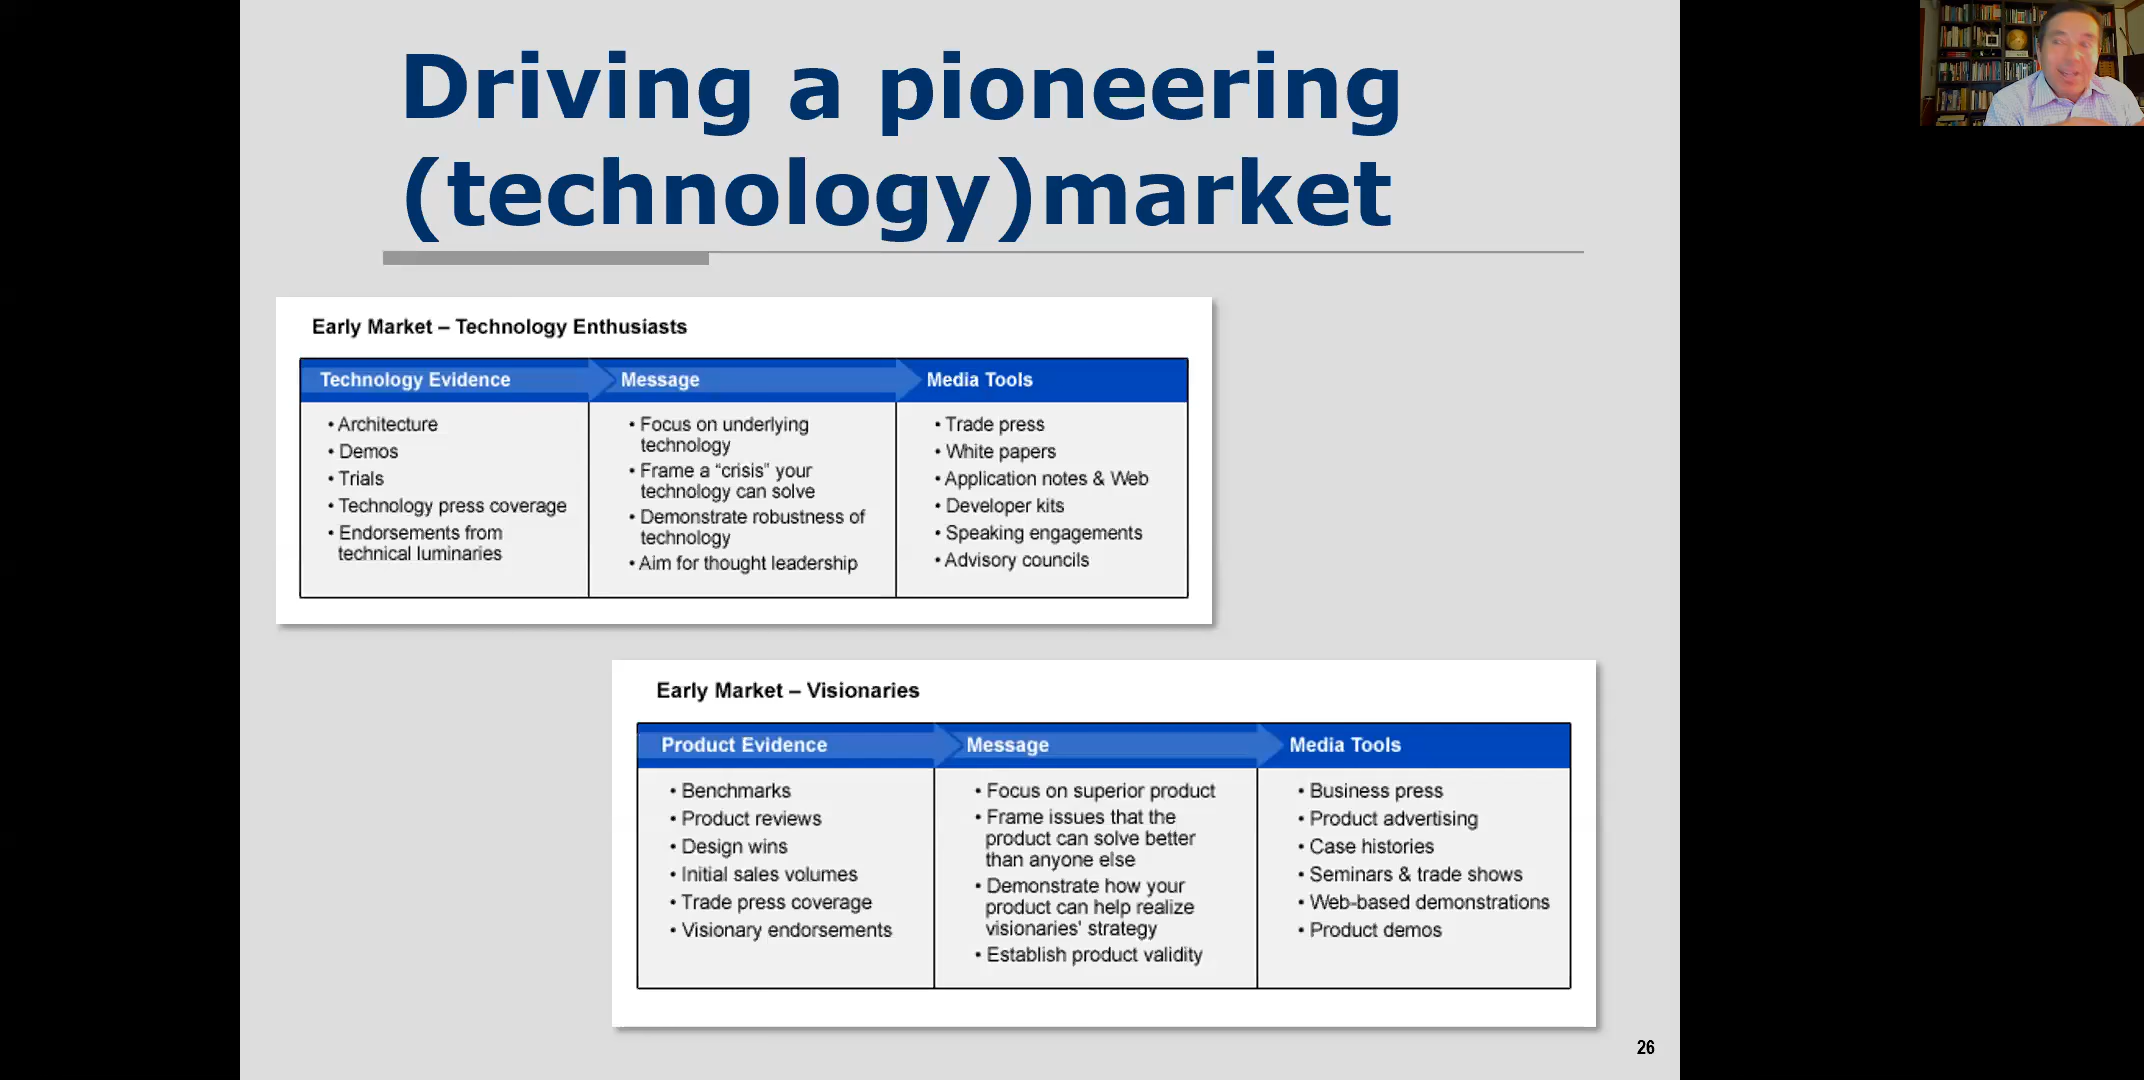 Driving a pioneering
(technology)market
Early Market – Technology Enthusiasts
Technology Evidence
• Architecture
• Demos
• Trials
• Technology press coverage
• Endorsements from
technical luminaries
Message
• Focus on underlying
technology
• Frame a “crisis” your
technology can solve
• Demonstrate robustness of
technology
• Aim for thought leadership
Media Tools
• Trade press
• White papers
• Application notes & Web
• Developer kits
• Speaking engagements
• Advisory councils
Early Market – Visionaries
Product Evidence
• Benchmarks
• Product reviews
• Design wins
• Initial sales volumes
• Trade press coverage
• Visionary endorsements
Message
• Focus on superior product
• Frame issues that the
product can solve better
than anyone else
• Demonstrate how your
product can help realize
visionaries' strategy
• Establish product validity
Media Tools
• Business press
• Product advertising
• Case histories
• Seminars & trade shows
• Web-based demonstrations
• Product demos
26